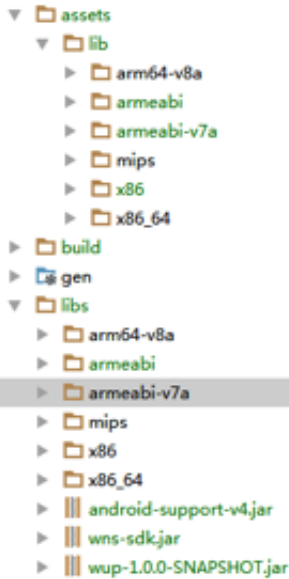 assets
lib
arm64-v8a
armeabi
armeabi-v7a
mips
x86
x86_64
build
gen
libs
arm64-v8a
armeabi
armeabi-v7a
mips
x86
x86_64
android-support-v4.jar
wns-sdk.jar
wup-1.0.0-SNAPSHOT.jar